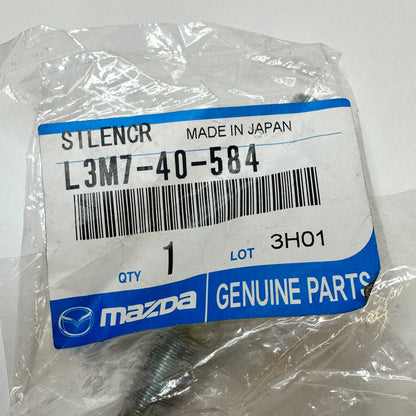 SILENCR MADE IN JAPAN
L3M7-40-584
QTY 1 LOT 3H01
mazda GENUINE PARTS